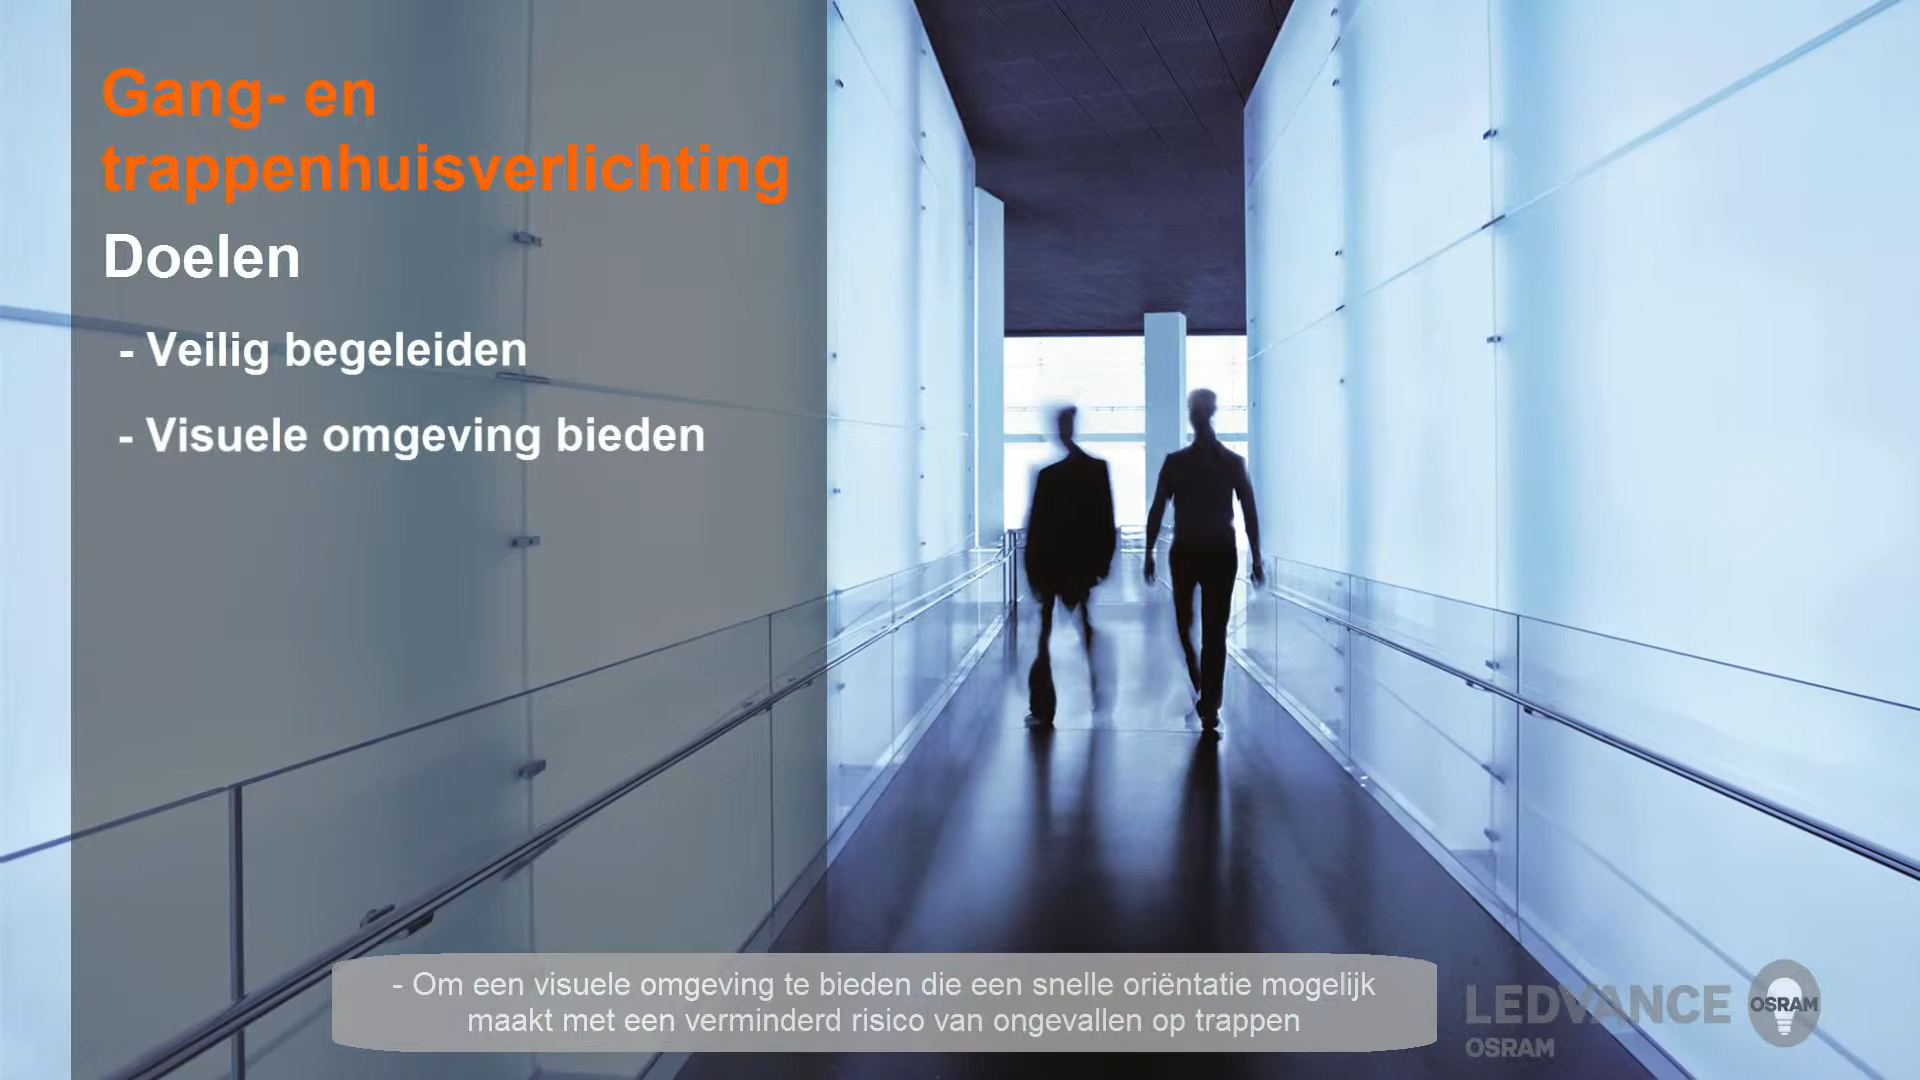 Gang- en
trappenhuisverlichting
Doelen
- Veilig begeleiden
- Visuele omgeving bieden
- Om een visuele omgeving te bieden die een snelle oriëntatie mogelijk
maakt met een verminderd risico van ongevallen op trappen
LEDVANCE
OSRAM
OSRAM